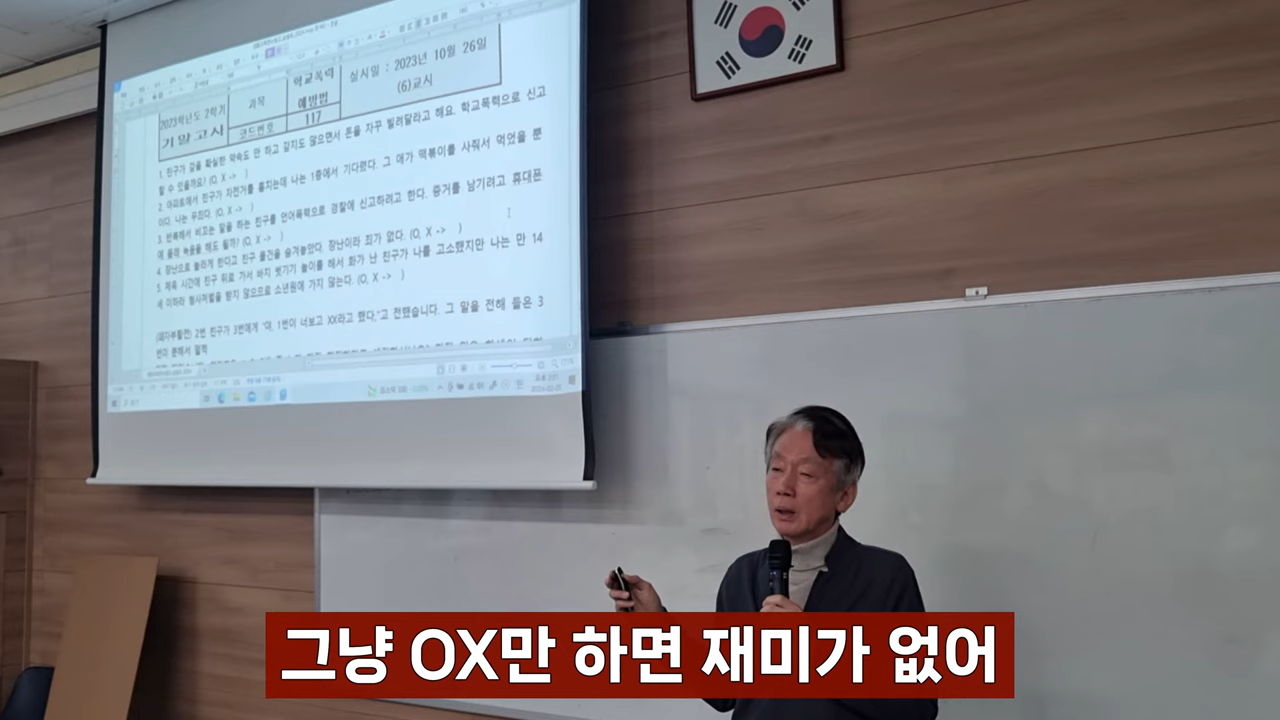 2023학년도 2학기
기말고사
과목
코드번호
학교폭력
예방법
117
실시일 : 2023년 10월 26일
(6)교시
1. 친구가 갚을 확실한 약속도 안 하고 갚지도 않으면서 돈을 자꾸 빌려달라고 해요. 학교폭력으로 신고
할 수 있을까요? (O, X -> )
2. 아파트에서 친구가 자전거를 훔치는데 나는 1층에서 기다렸다. 그 애가 떡볶이를 사줘서 먹었을 뿐
이다. 나는 무죄다. (O, X -> )
3. 반복해서 비꼬는 말을 하는 친구를 언어폭력으로 경찰에 신고하려고 한다. 증거를 남기려고 휴대폰
에 몰래 녹음을 해도 될까? (O, X -> )
4. 장난으로 놀라게 한다고 친구 물건을 숨겨놓았다. 장난이라 죄가 없다. (O, X -> )
5. 체육 시간에 친구 뒤로 가서 바지 벗기기 놀이를 해서 화가 난 친구가 나를 고소했지만 나는 만 14
세 이하라 형사처벌을 받지 않으므로 소년원에 가지 않는다. (O, X -> )
2번 친구가 3번에게 "야, 1번이 너보고 XX라고 했다,"고 전했습니다. 그 말을 전해 들은 3
번이 분해서
그냥 OX만 하면 재미가 없어